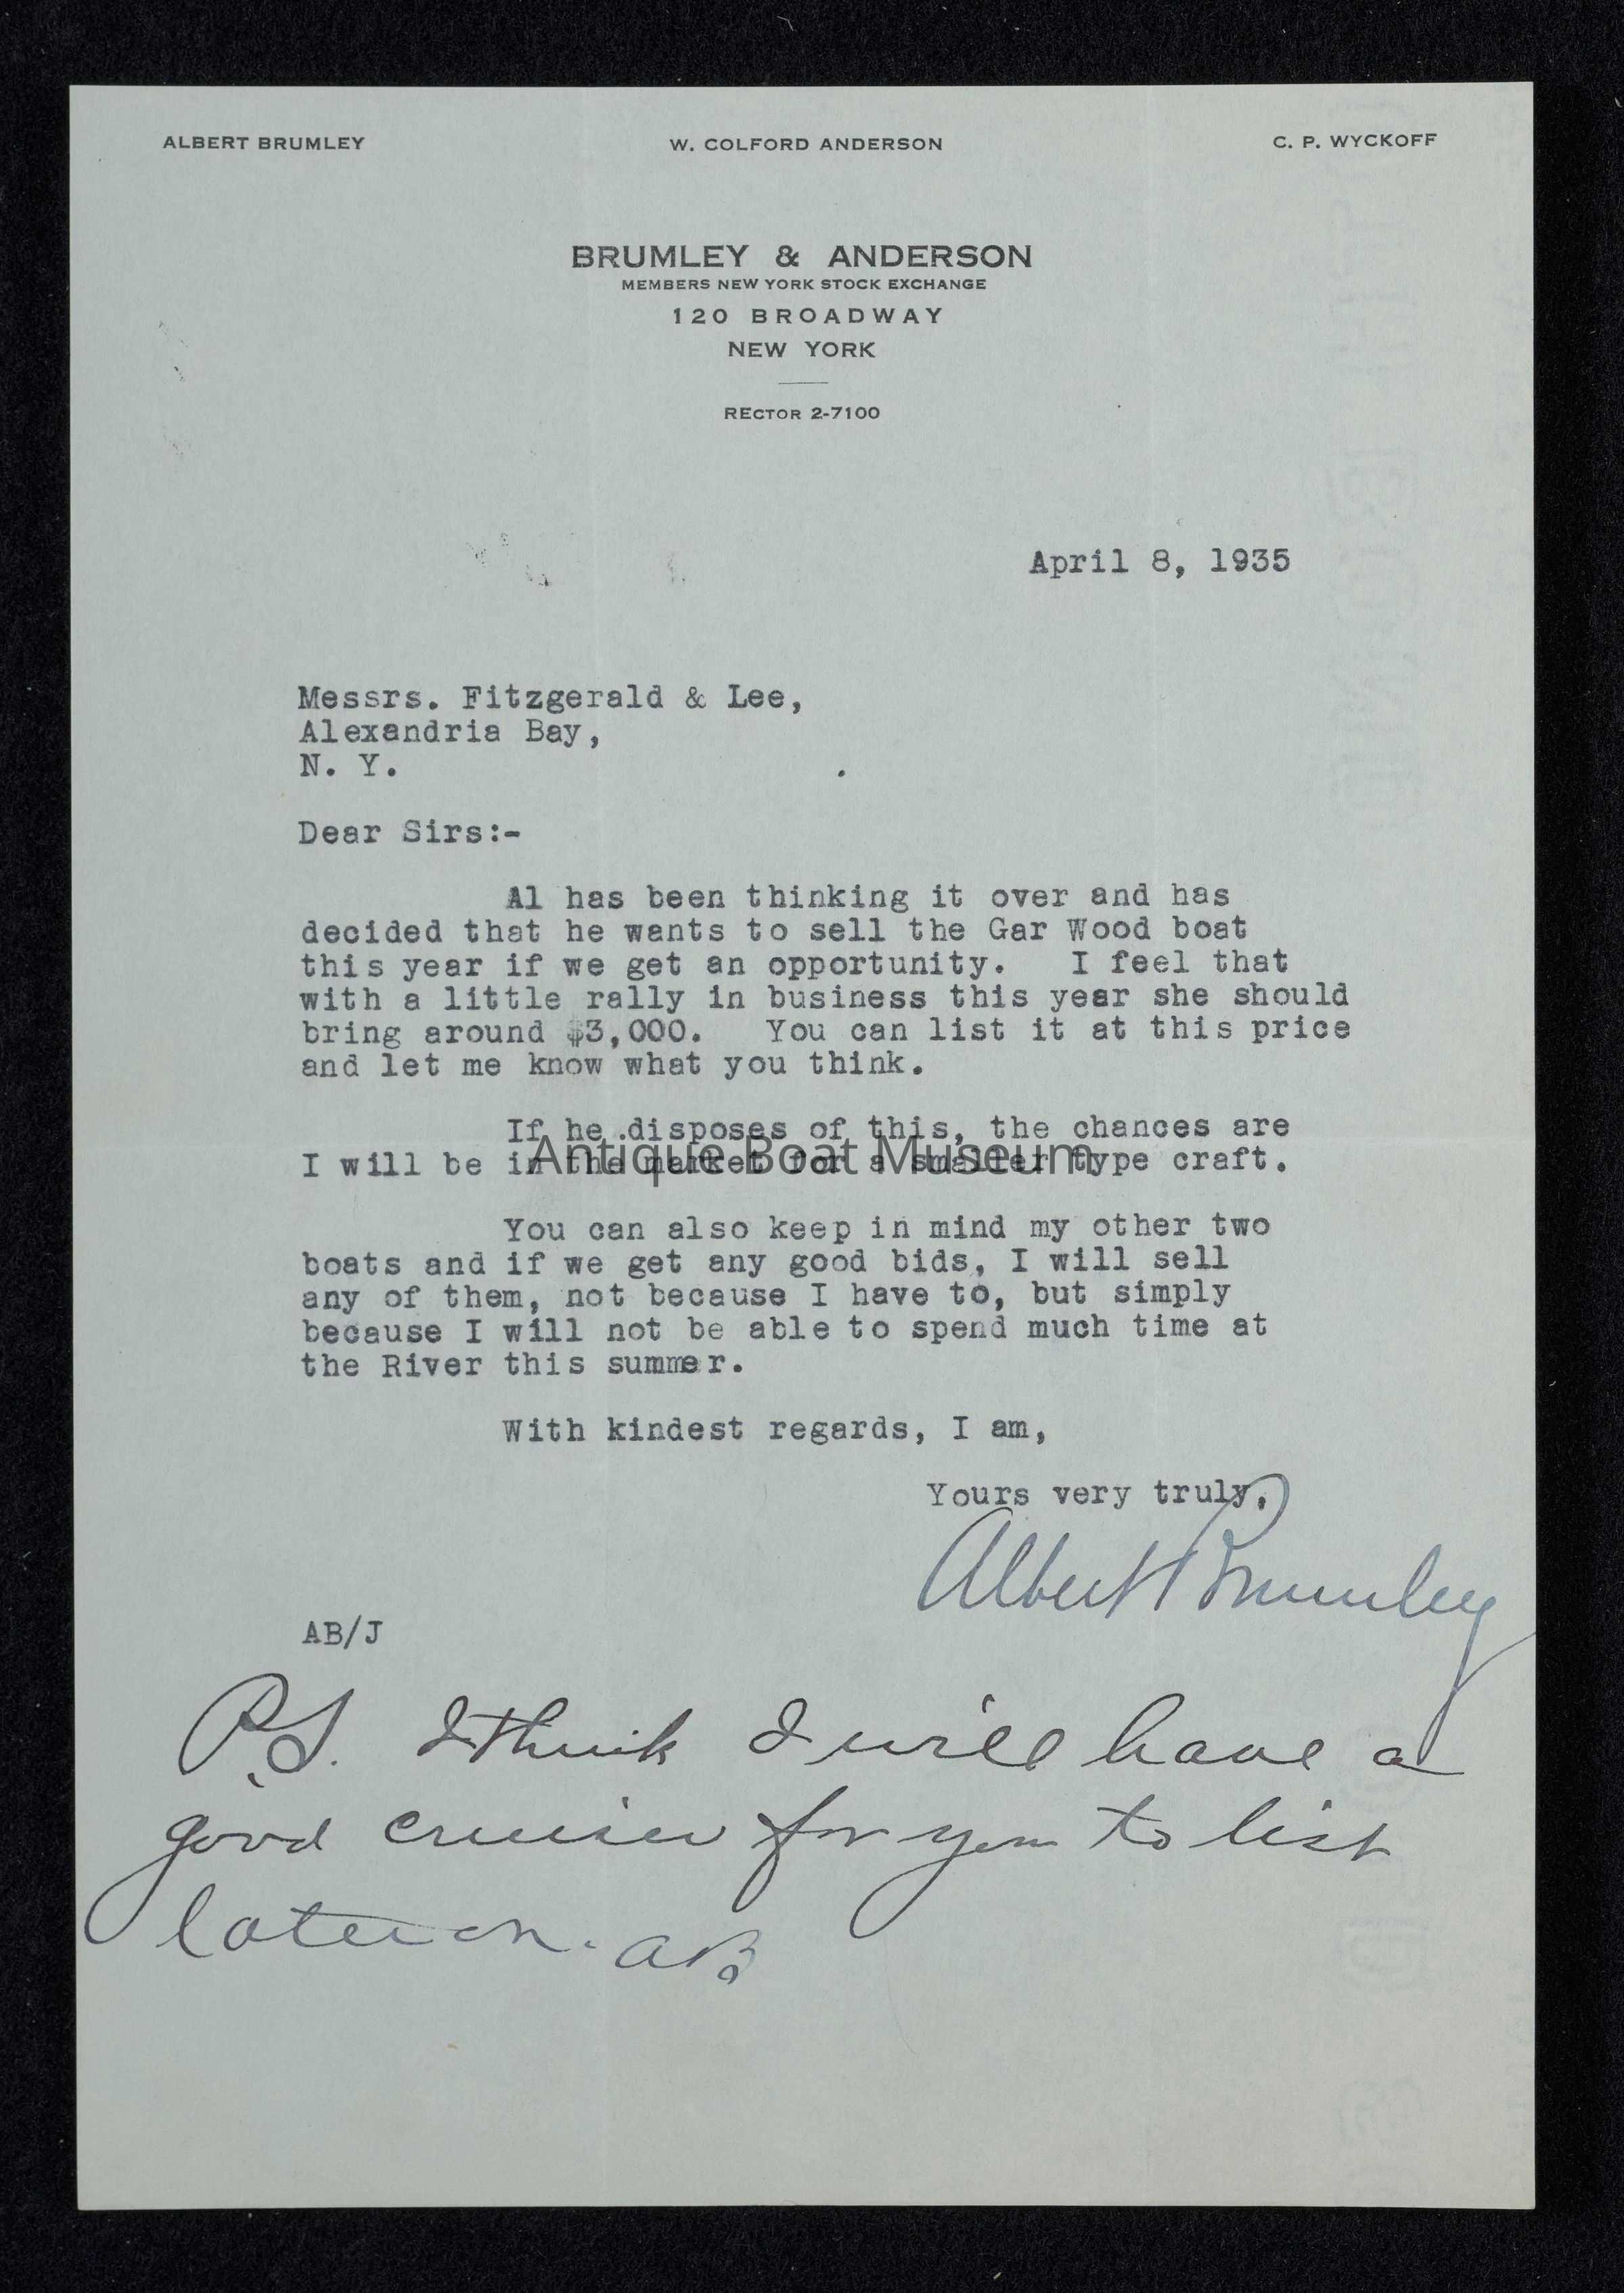 ALBERT BRUMLEY W. COLFORD ANDERSON C. P. WYCKOFF
BRUMLEY & ANDERSON
MEMBERS NEW YORK STOCK EXCHANGE
120 BROADWAY
NEW YORK
RECTOR 2-7100
April 8, 1935
Messrs. Fitzgerald & Lee,
Alexandria Bay,
N. Y.
Dear Sirs:-
Al has been thinking it over and has
decided that he wants to sell the Gar Wood boat
this year if we get an opportunity. I feel that
with a little rally in business this year she should
bring around $3,000. You can list it at this price
and let me know what you think.
If he disposes of this, the chances are
I will be in the market for a smaller type craft.
Antique Boat Museum
You can also keep in mind my other two
boats and if we get any good bids, I will sell
any of them, not because I have to, but simply
because I will not be able to spend much time at
the River this summer.
With kindest regards, I am,
Yours very truly,
Albert Brumley
AB/J
P.S. I think I will have a
good cruiser for you to list
later on. AB